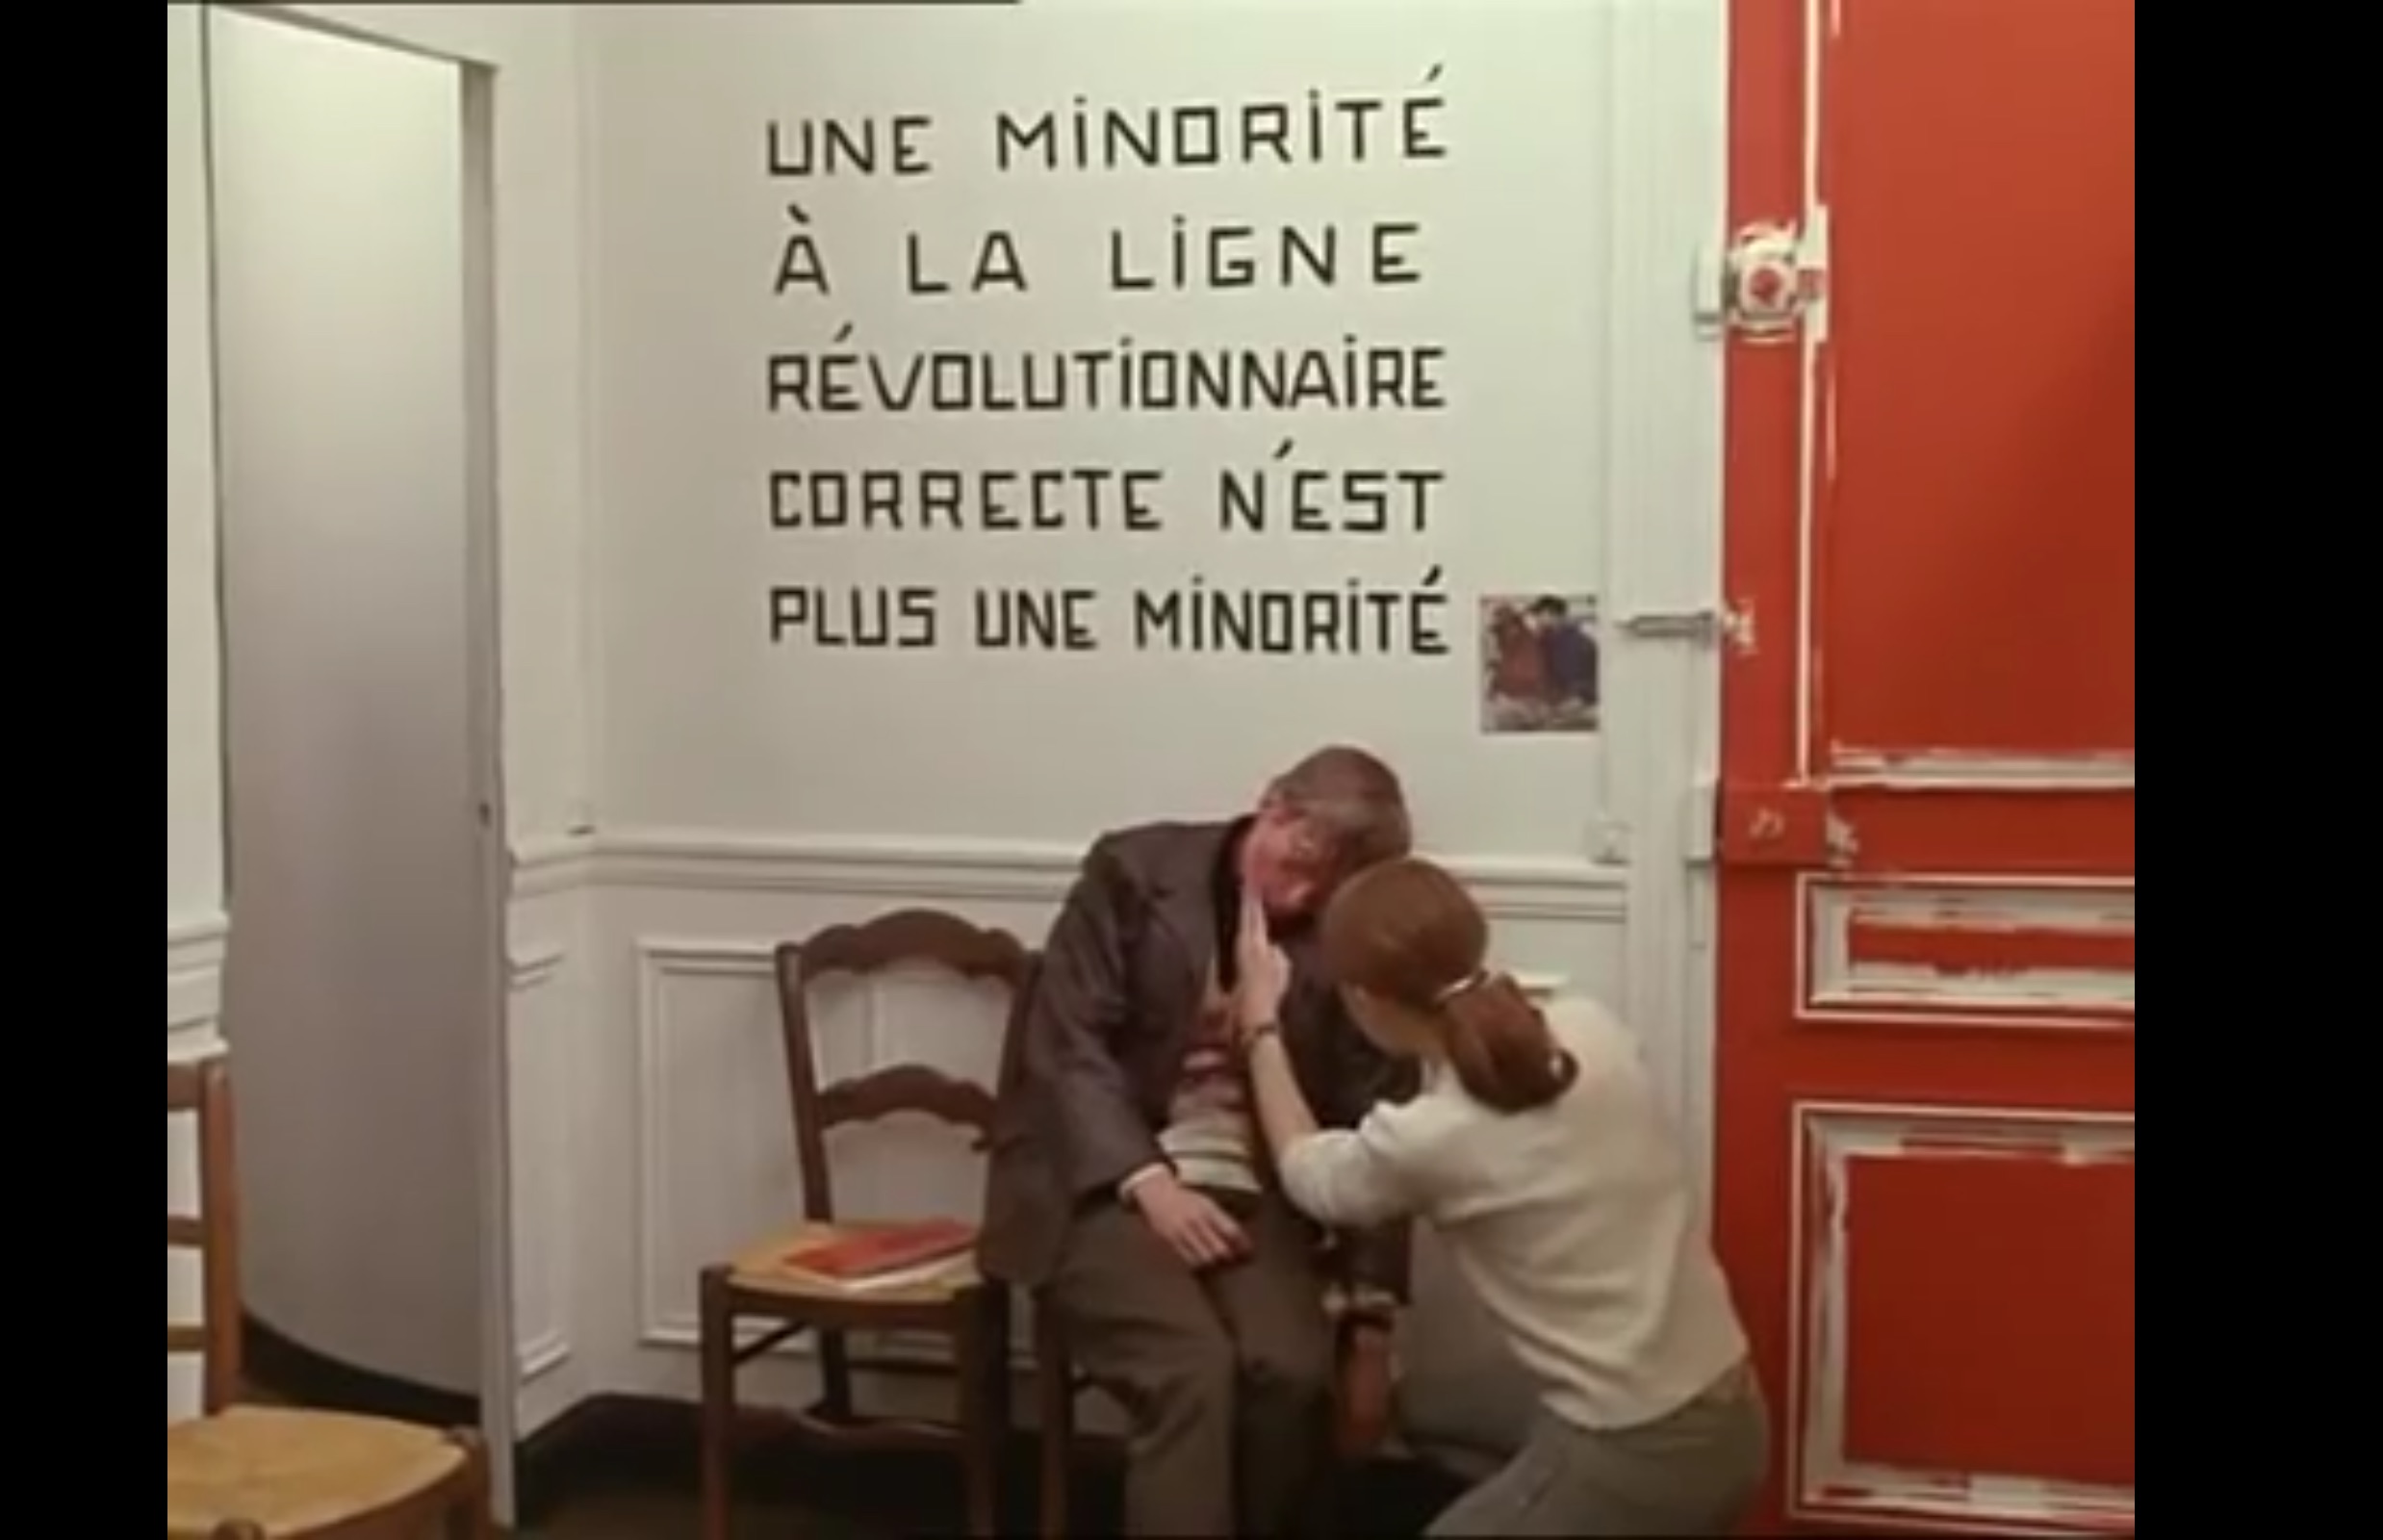 UNE MINORITÉ
À LA LIGNE
RÉVOLUTIONNAIRE
CORRECTE N'EST
PLUS UNE MINORITÉ